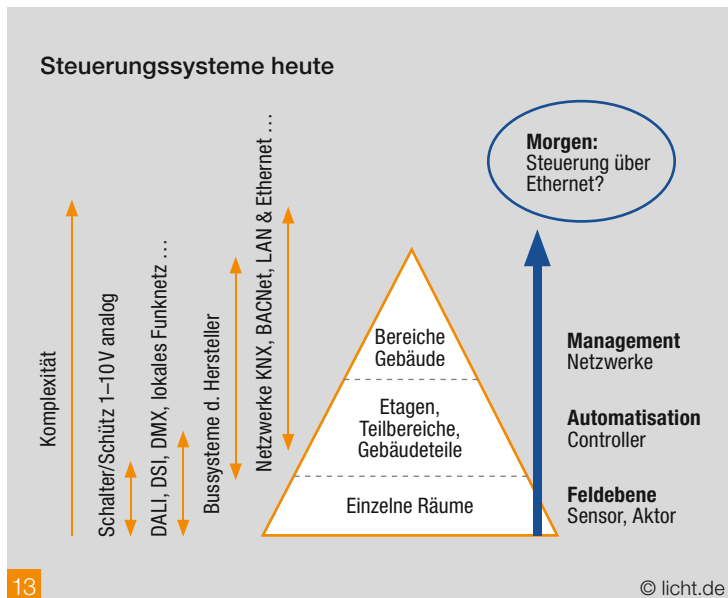 Steuerungssysteme heute
Komplexität
Schalter/Schütz 1–10 V analog
DALI, DSI, DMX, lokales Funknetz ...
Bussysteme d. Hersteller
Netzwerke KNX, BACNet, LAN & Ethernet ...
Bereiche
Gebäude
Etagen,
Teilbereiche,
Gebäudeteile
Einzelne Räume
Morgen:
Steuerung über
Ethernet?
Management
Netzwerke
Automatisation
Controller
Feldebene
Sensor, Aktor
13
© licht.de